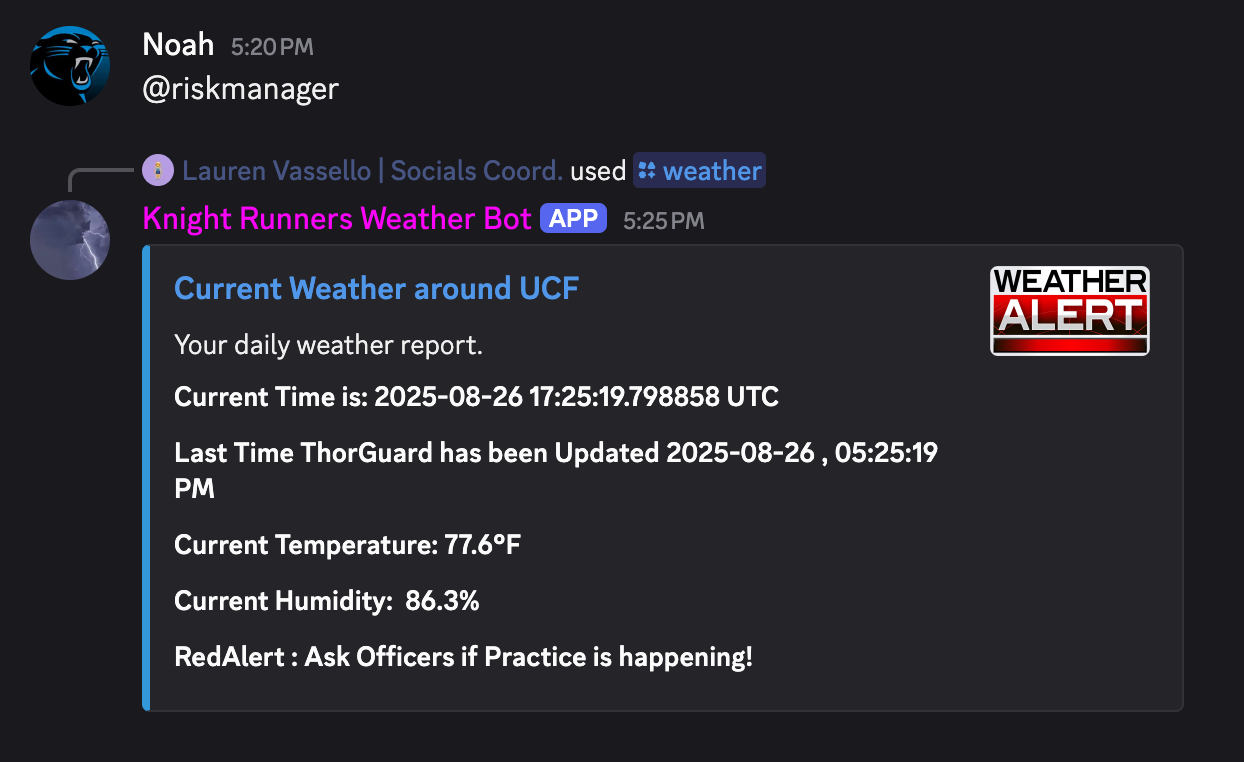 Noah 5:20 PM
@riskmanager
Lauren Vassello | Socials Coord. used weather
Knight Runners Weather Bot APP 5:25 PM
Current Weather around UCF
WEATHER
ALERT
Your daily weather report.
Current Time is: 2025-08-26 17:25:19.798858 UTC
Last Time ThorGuard has been Updated 2025-08-26 , 05:25:19
PM
Current Temperature: 77.6°F
Current Humidity:  86.3%
RedAlert : Ask Officers if Practice is happening!